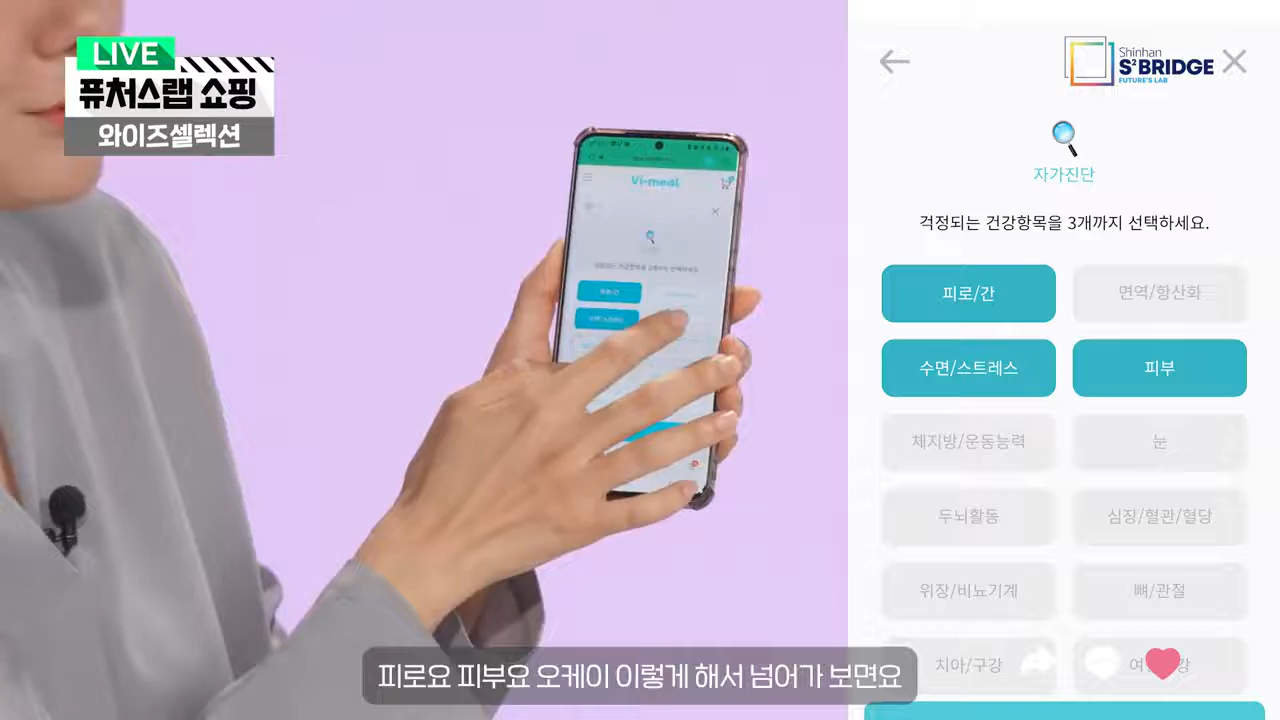 LIVE
퓨처스랩 쇼핑
와이즈셀렉션
Vi-meal
Shinhan
S² BRIDGE
FUTURE'S LAB
자가진단
걱정되는 건강항목을 3개까지 선택하세요.
피로/간
면역/항산화
수면/스트레스
피부
체지방/운동능력
눈
두뇌활동
심장/혈관/혈당
위장/비뇨기계
뼈/관절
치아/구강
피로요 피부요 오케이 이렇게 해서 넘어가 보면요